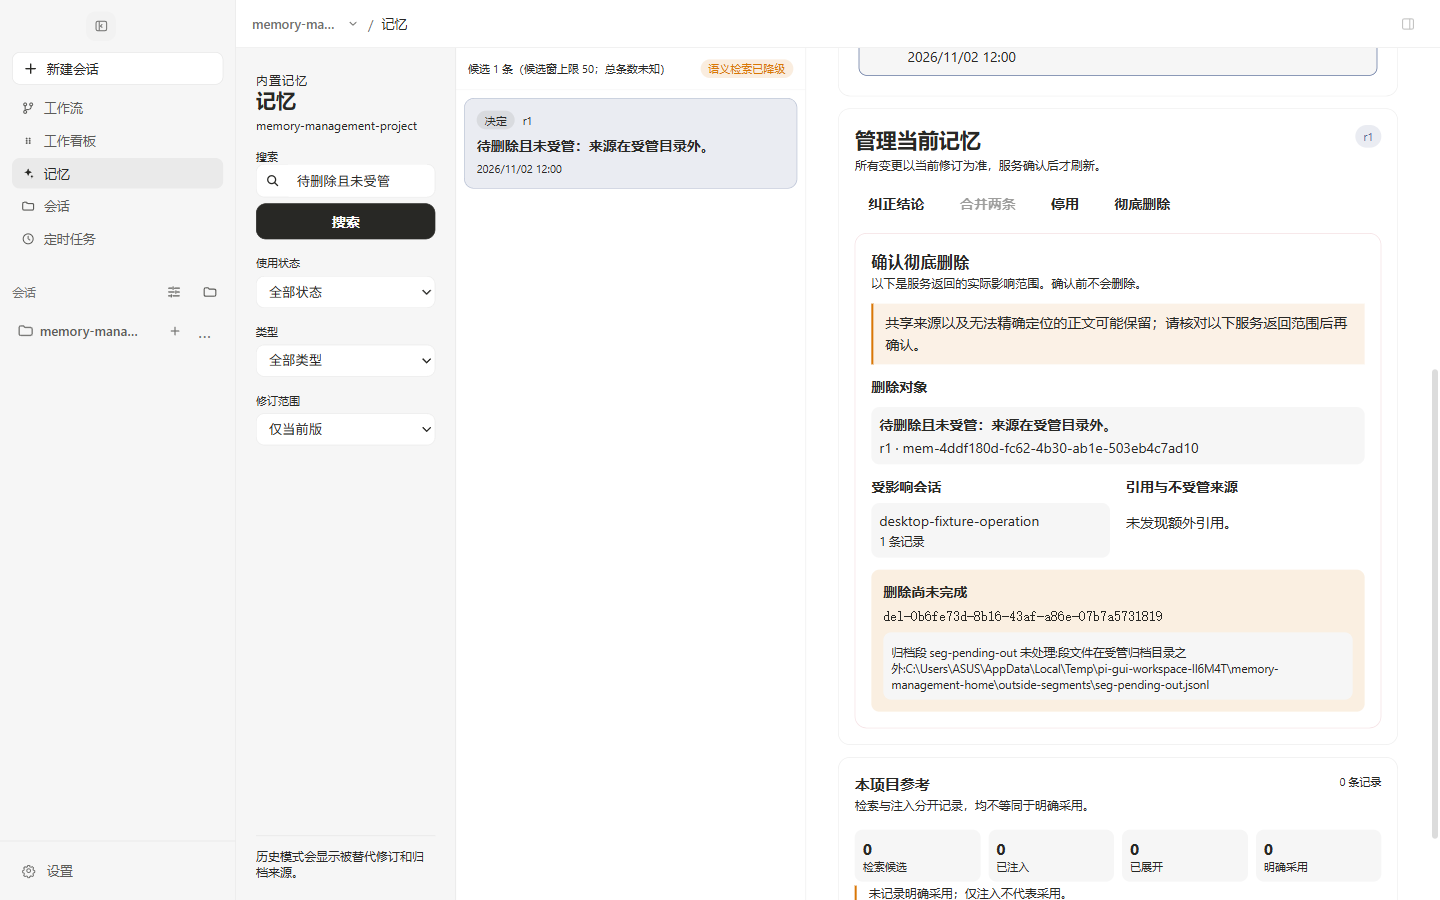 memory-ma... / 记忆
新建会话
工作流
工作看板
记忆
会话
定时任务
会话
memory-mana...
...
设置
内置记忆
记忆
memory-management-project
搜索
待删除且未受管
搜索
使用状态
全部状态
类型
全部类型
修订范围
仅当前版
历史模式会显示被替代修订和归
档来源。
候选 1 条（候选窗上限 50；总条数未知）
语义检索已降级
决定 r1
待删除且未受管：来源在受管目录外。
2026/11/02 12:00
2026/11/02 12:00
管理当前记忆
r1
所有变更以当前修订为准，服务确认后才刷新。
纠正结论 合并两条 停用 彻底删除
确认彻底删除
以下是服务返回的实际影响范围。确认前不会删除。
共享来源以及无法精确定位的正文可能保留；请核对以下服务返回范围后再
确认。
删除对象
待删除且未受管：来源在受管目录外。
r1 · mem-4ddf180d-fc62-4b30-ab1e-503eb4c7ad10
受影响会话
desktop-fixture-operation
1 条记录
引用与不受管来源
未发现额外引用。
删除尚未完成
del-0b6fe73d-8b16-43af-a86e-07b7a5731819
归档段 seg-pending-out 未处理:段文件在受管归档目录之
外:C:\Users\ASUS\AppData\Local\Temp\pi-gui-workspace-lI6M4T\memory-
management-home\outside-segments\seg-pending-out.jsonl
本项目参考
0 条记录
检索与注入分开记录，均不等同于明确采用。
0
检索候选
0
已注入
0
已展开
0
明确采用
未记录明确采用；仅注入不代表采用。